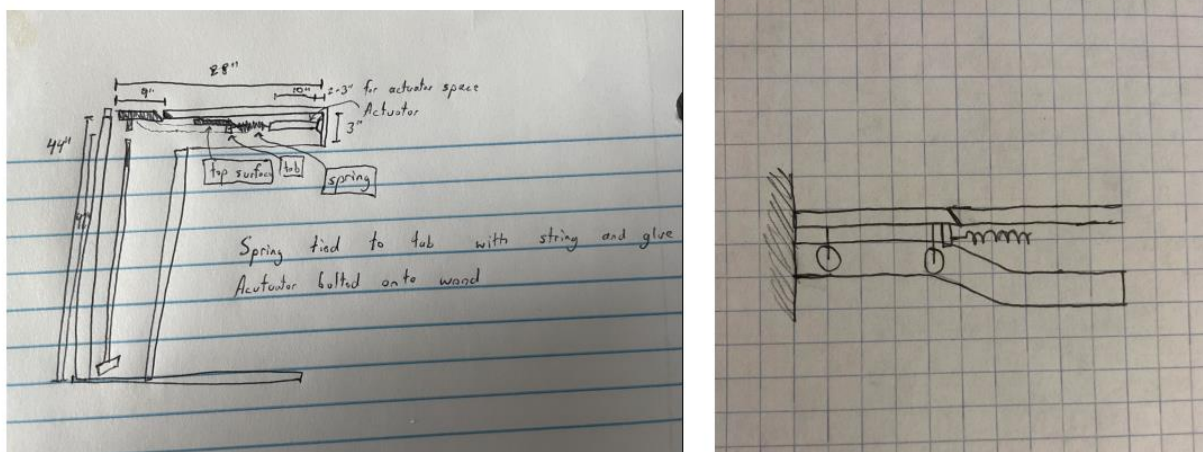 28"
9"
10"
2-3" for actuator space
Actuator
3"
44"
top surface
tab
spring
Spring tied to tab with string and glue
Acutuator bolted onto wood